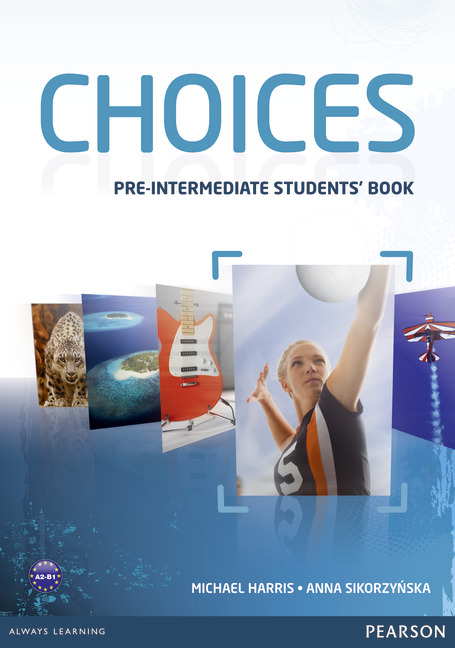 CHOICES
PRE-INTERMEDIATE STUDENTS' BOOK
5
A2-B1
MICHAEL HARRIS • ANNA SIKORZYŃSKA
ALWAYS LEARNING
PEARSON